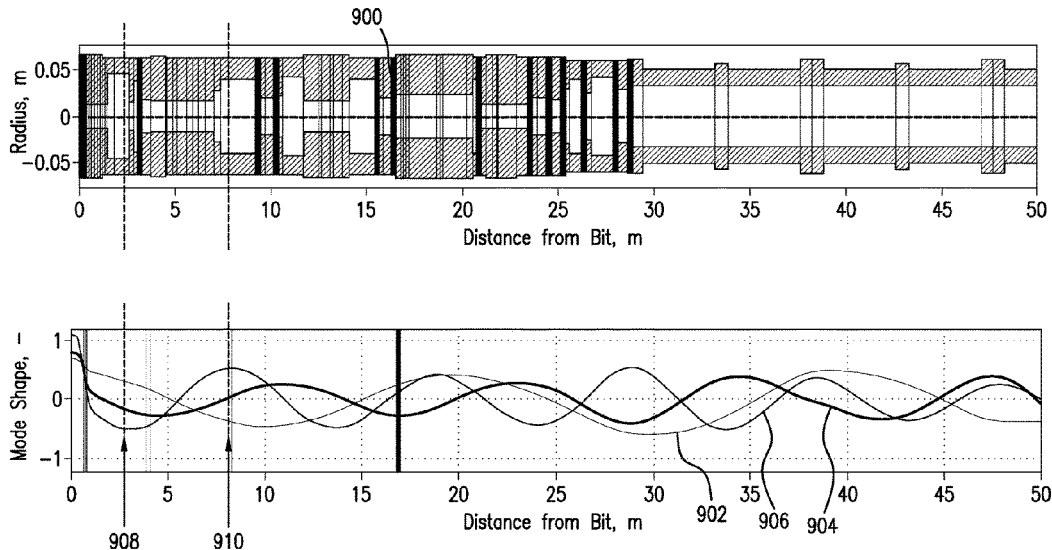 900
Radius, m
0.05
0
-0.05
0 5 10 15 20 25 30 35 40 45 50
Distance from Bit, m
Mode Shape, -
1
0
-1
0 5 10 15 20 25 30 35 40 45 50
Distance from Bit, m
908 910 902 906 904